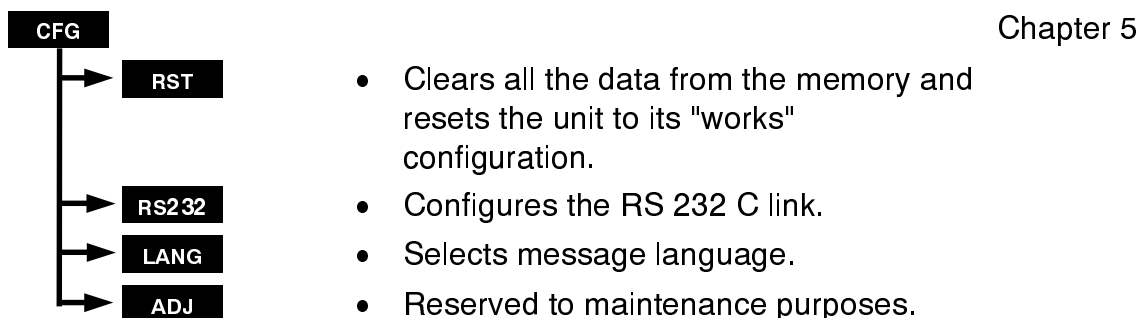 CFG Chapter 5
RST • Clears all the data from the memory and
resets the unit to its "works"
configuration.
RS232 • Configures the RS 232 C link.
LANG • Selects message language.
ADJ • Reserved to maintenance purposes.